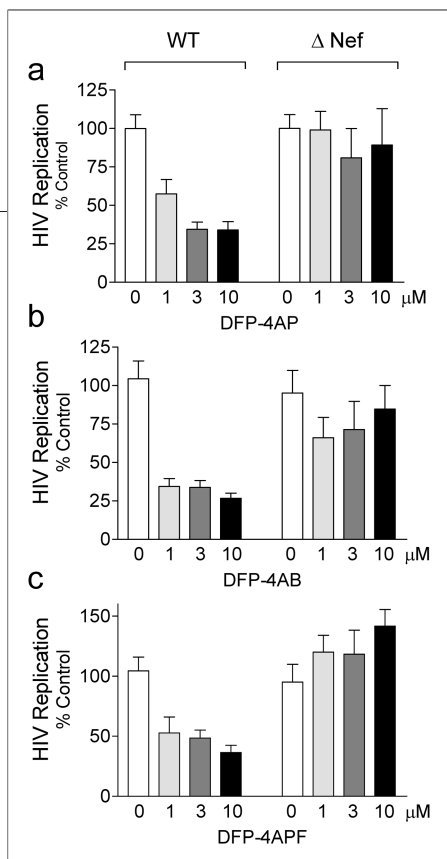 WT Δ Nef
a
HIV Replication
% Control
125
100
75
50
25
0 1 3 10 0 1 3 10 μM
DFP-4AP
b
HIV Replication
% Control
125
100
75
50
25
0 1 3 10 0 1 3 10 μM
DFP-4AB
c
HIV Replication
% Control
150
100
50
0
0 1 3 10 0 1 3 10 μM
DFP-4APF